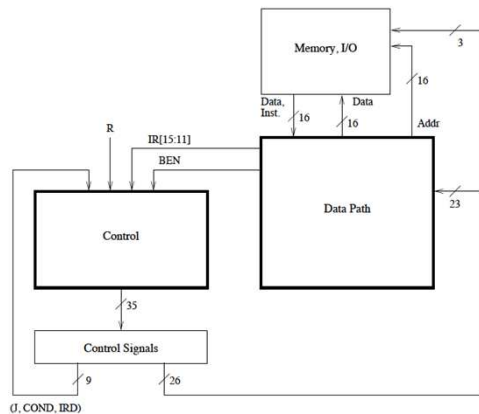 Memory, I/O
3
16
Data,
Inst.
16
16
Data
Addr
R
IR[15:11]
BEN
Control
Data Path
23
35
Control Signals
9
26
(J, COND, IRD)